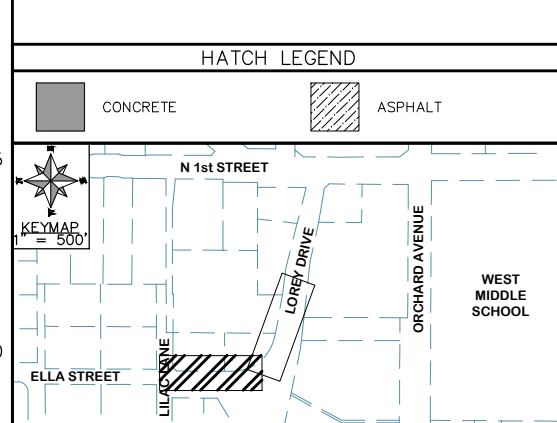 HATCH LEGEND
CONCRETE
ASPHALT
N 1st STREET
KEYMAP
1" = 500'
LOREY DRIVE
ORCHARD AVENUE
WEST
MIDDLE
SCHOOL
LILAC LANE
ELLA STREET